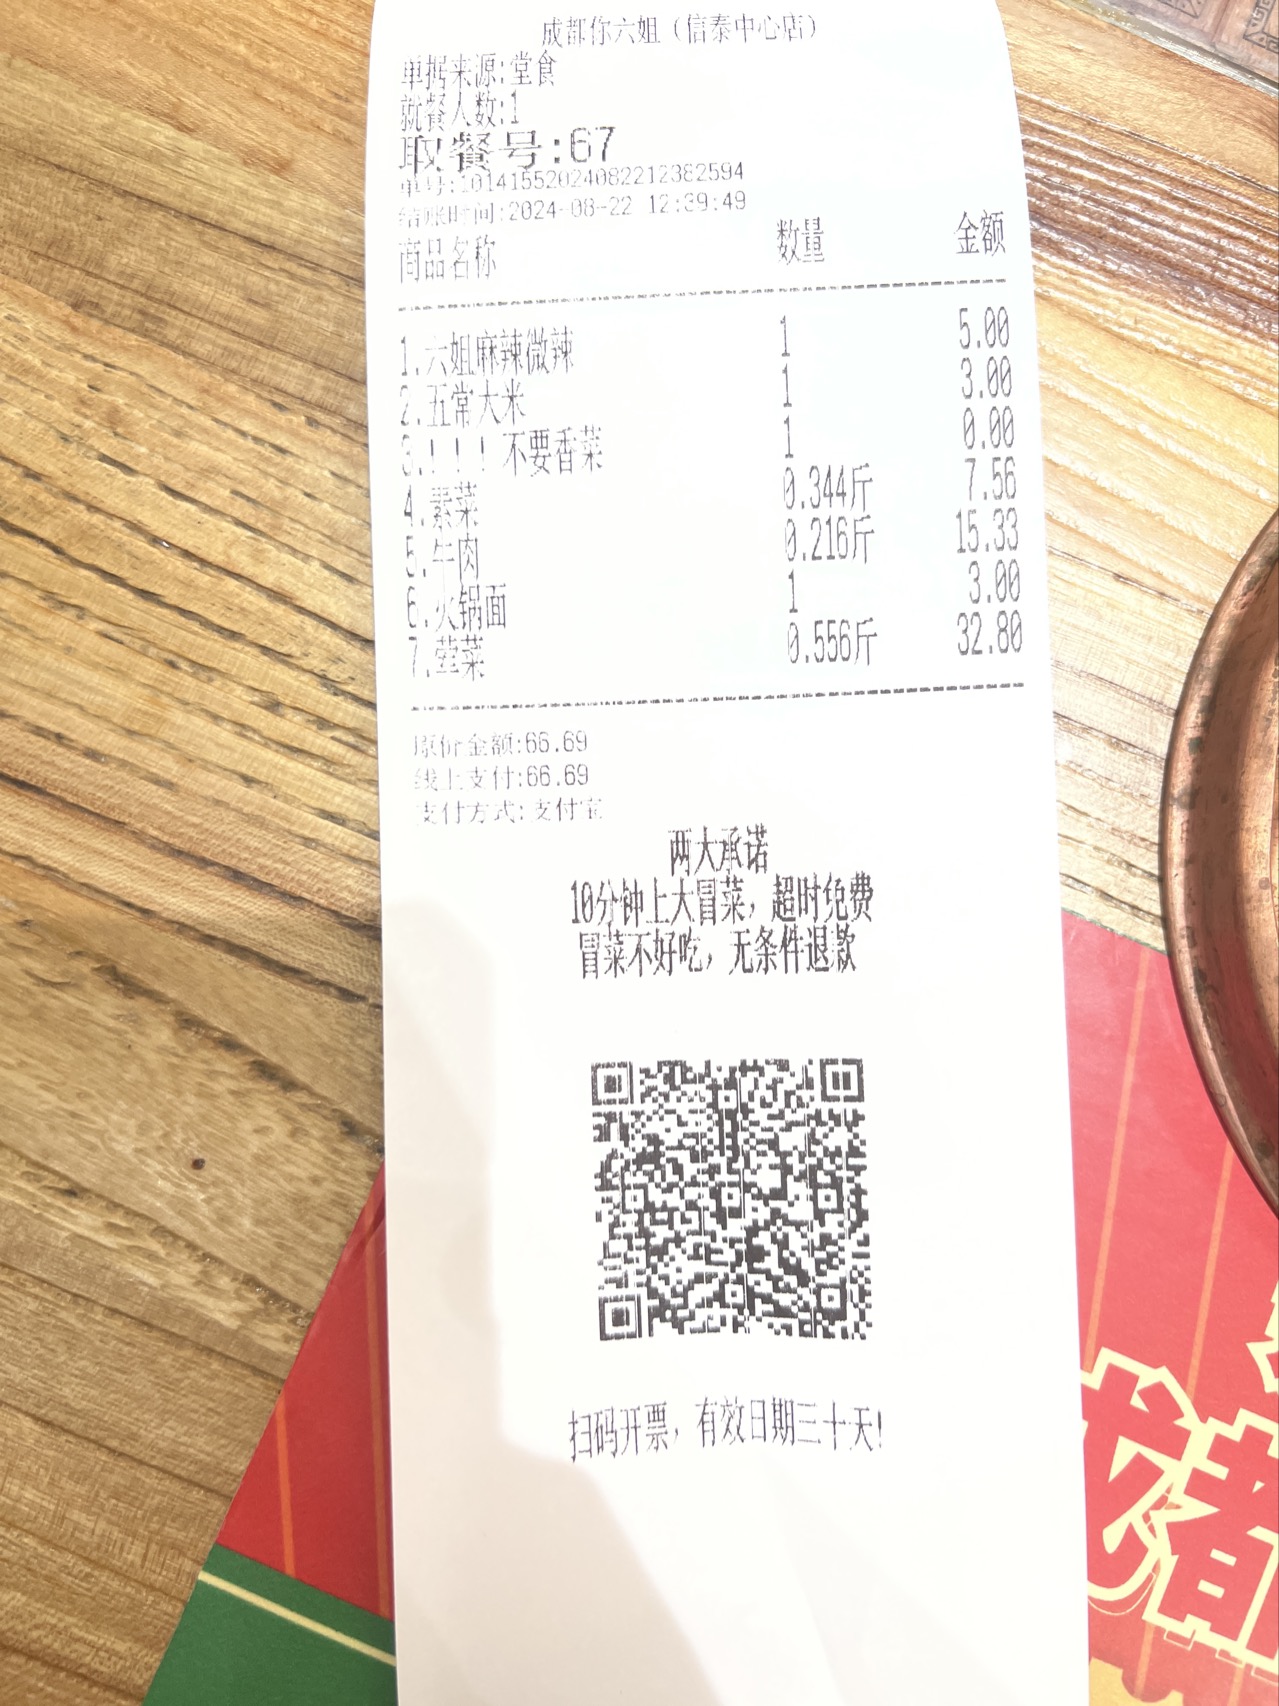 成都你六姐（信泰中心店）
单据来源:堂食
就餐人数:1
取餐号:67
单号:10141552024082212382594
结账时间:2024-08-22 12:39:49
商品名称 数量 金额
1.六姐麻辣微辣 1 5.00
2.五常大米 1 3.00
3.！！！不要香菜 1 0.00
4.素菜 0.344斤 7.56
5.牛肉 0.216斤 15.33
6.火锅面 1 3.00
7.荤菜 0.556斤 32.80
原价金额:66.69
线上支付:66.69
支付方式:支付宝
两大承诺
10分钟上大冒菜，超时免费
冒菜不好吃，无条件退款
扫码开票，有效日期三十天!